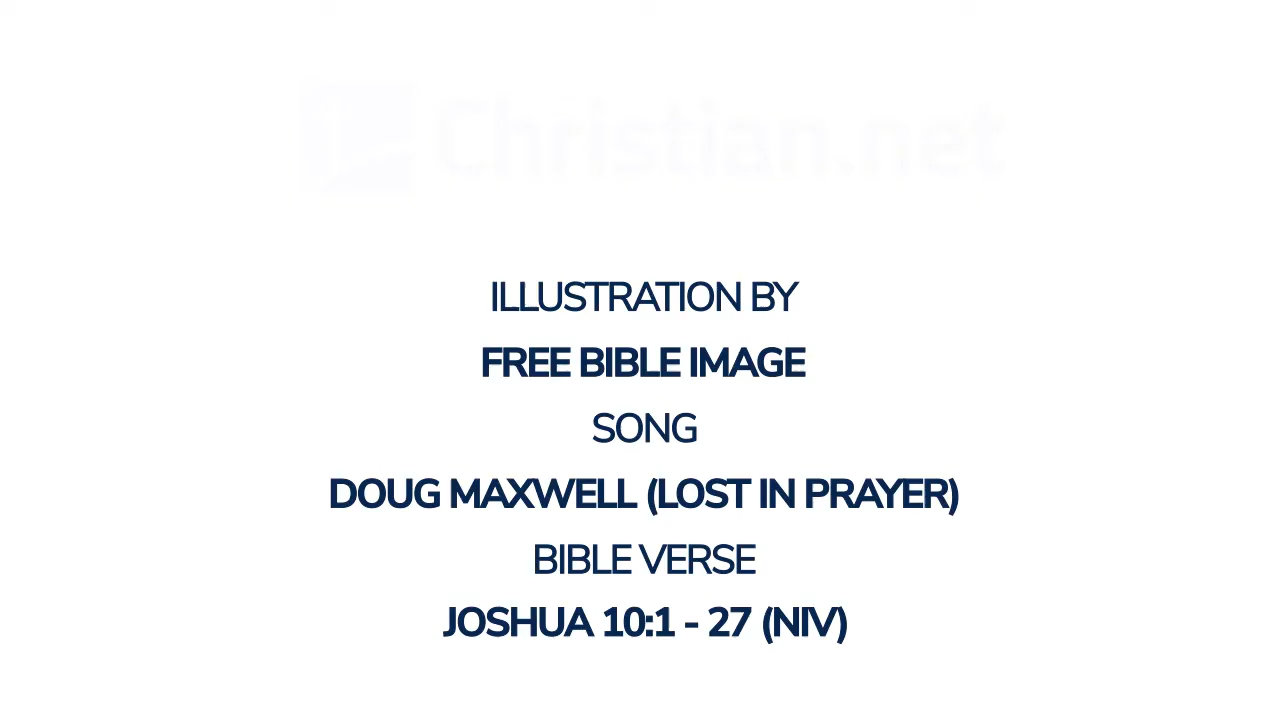 Christian.net
ILLUSTRATION BY
FREE BIBLE IMAGE
SONG
DOUG MAXWELL (LOST IN PRAYER)
BIBLE VERSE
JOSHUA 10:1 - 27 (NIV)